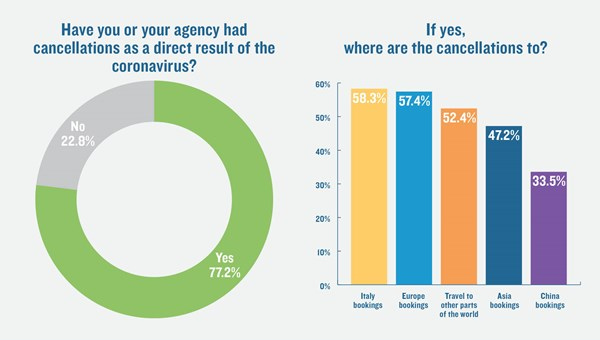 Have you or your agency had
cancellations as a direct result of the
coronavirus?
No
22.8%
Yes
77.2%
If yes,
where are the cancellations to?
60%
50%
40%
30%
20%
10%
0%
58.3%
57.4%
52.4%
47.2%
33.5%
Italy
bookings
Europe
bookings
Travel to
other parts
of the world
Asia
bookings
China
bookings